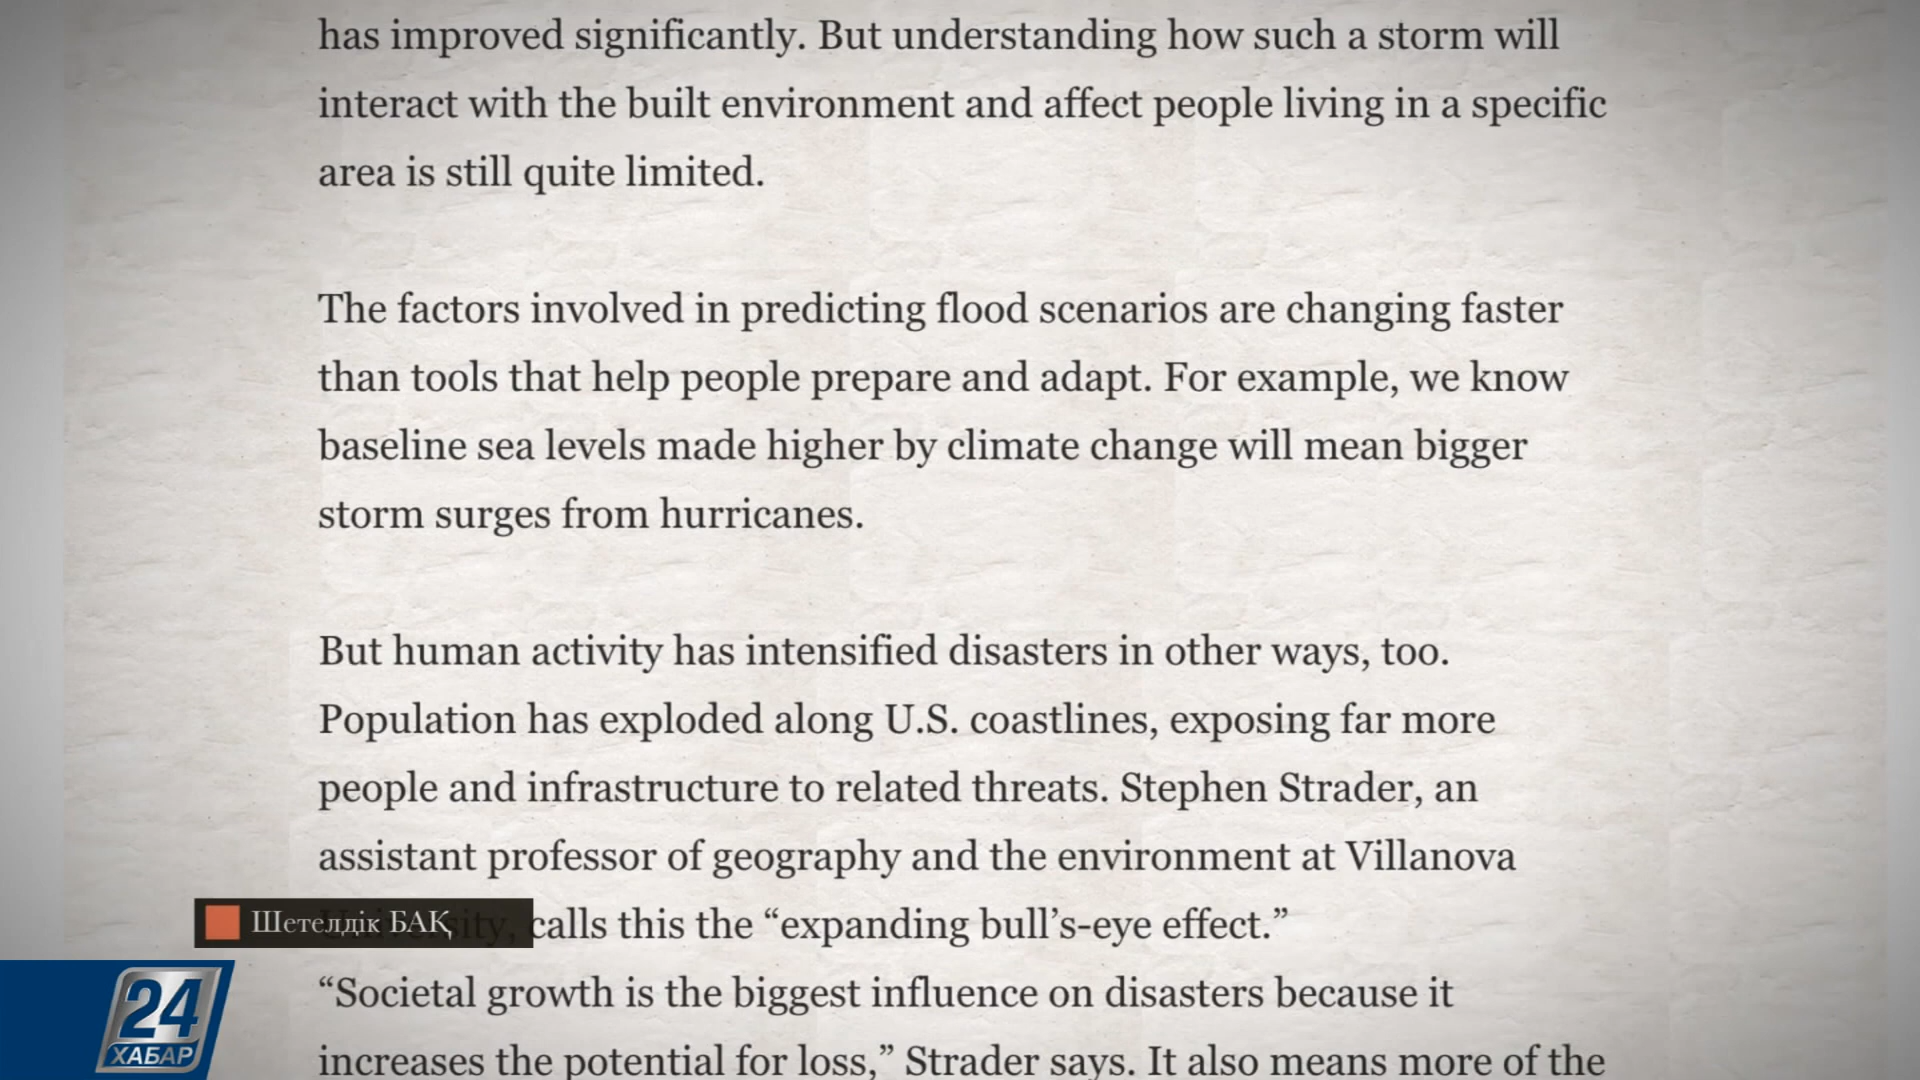 has improved significantly. But understanding how such a storm will
interact with the built environment and affect people living in a specific
area is still quite limited.
The factors involved in predicting flood scenarios are changing faster
than tools that help people prepare and adapt. For example, we know
baseline sea levels made higher by climate change will mean bigger
storm surges from hurricanes.
But human activity has intensified disasters in other ways, too.
Population has exploded along U.S. coastlines, exposing far more
people and infrastructure to related threats. Stephen Strader, an
assistant professor of geography and the environment at Villanova
University, calls this the “expanding bull’s-eye effect.”
Шетелдік БАҚ
“Societal growth is the biggest influence on disasters because it
increases the potential for loss,” Strader says. It also means more of the
24
ХАБАР